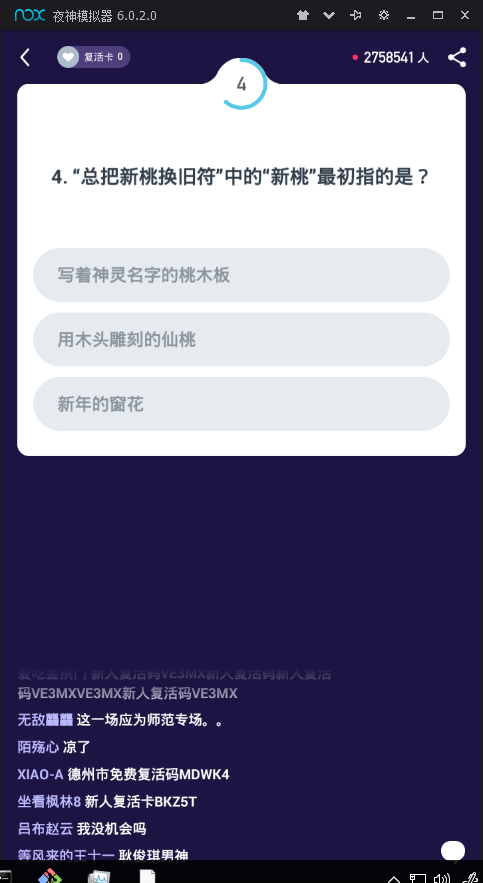 nox 夜神模拟器 6.0.2.0
复活卡 0
2758541 人
4
4. “总把新桃换旧符”中的“新桃”最初指的是？
写着神灵名字的桃木板
用木头雕刻的仙桃
新年的窗花
新人复活码VE3MX新人复活码新人复活
码VE3MXVE3MX新人复活码VE3MX
无敌 这一场应为师范专场。。
陌殇心 凉了
XIAO-A 德州市免费复活码MDWK4
坐看枫林8 新人复活卡BKZ5T
吕布赵云 我没机会吗
等风来的王十一 耿俊琪男神